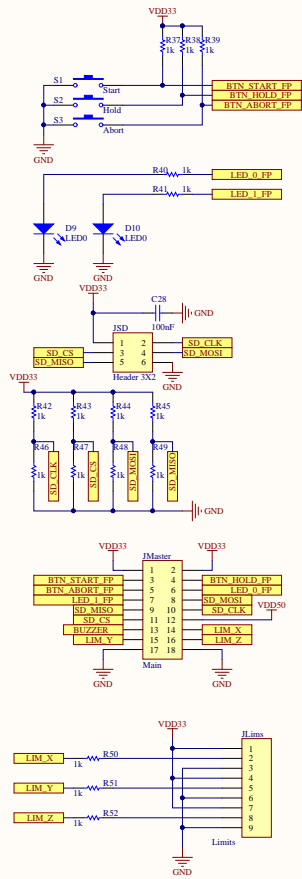 VDD33
R37 R38 R39
1k 1k 1k
S1 Start BTN_START_FP
S2 Hold BTN_HOLD_FP
S3 Abort BTN_ABORT_FP
GND
R40 1k LED_0_FP
R41 1k LED_1_FP
D9 D10
LED0 LED0
GND GND
VDD33
C28
GND
100nF
JSD
1 2 SD_CLK
SD_CS 3 4 SD_MOSI
SD_MISO 5 6
Header 3X2 GND
VDD33
R42 R43 R44 R45
1k 1k 1k 1k
R46 R47 R48 R49
1k 1k 1k 1k
SD_CLK SD_CS SD_MOSI SD_MISO
GND
VDD33 JMaster VDD33
1 2
BTN_START_FP 3 4 BTN_HOLD_FP
BTN_ABORT_FP 5 6 LED_0_FP
LED_1_FP 7 8 SD_MOSI
SD_MISO 9 10 SD_CLK VDD50
SD_CS 11 12
BUZZER 13 14 LIM_X
LIM_Y 15 16 LIM_Z
17 18
GND Main GND
VDD33 JLims
1
LIM_X 1k R50 2
3
4
LIM_Y 1k R51 5
6
7
LIM_Z 1k R52 8
9
Limits
GND